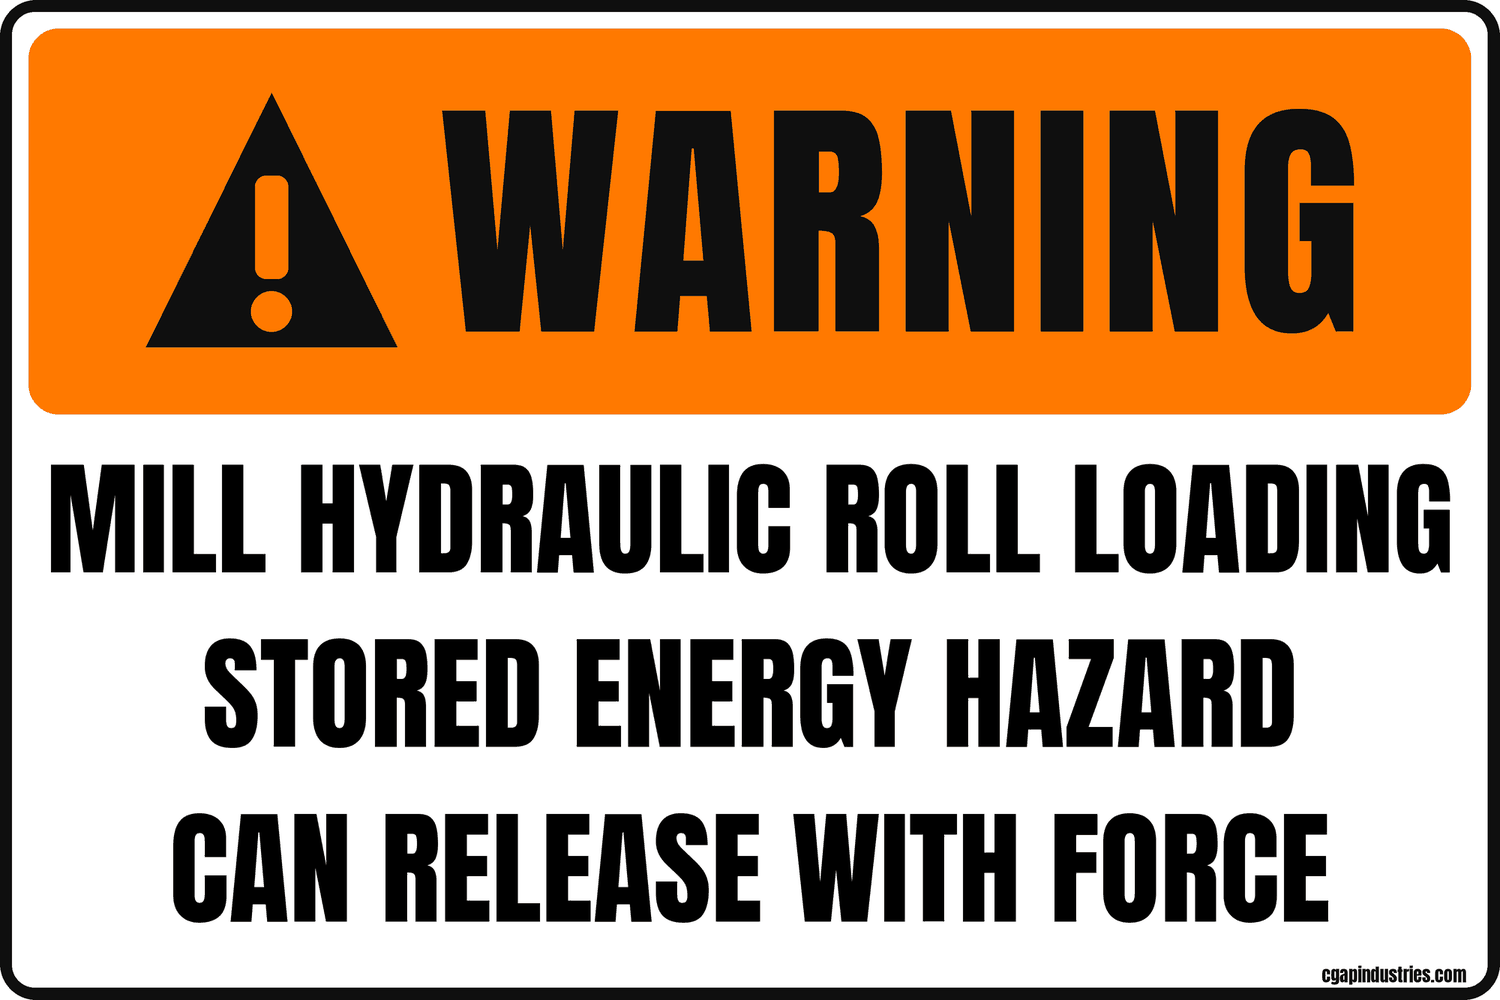 WARNING
MILL HYDRAULIC ROLL LOADING
STORED ENERGY HAZARD
CAN RELEASE WITH FORCE
cgapindustries.com